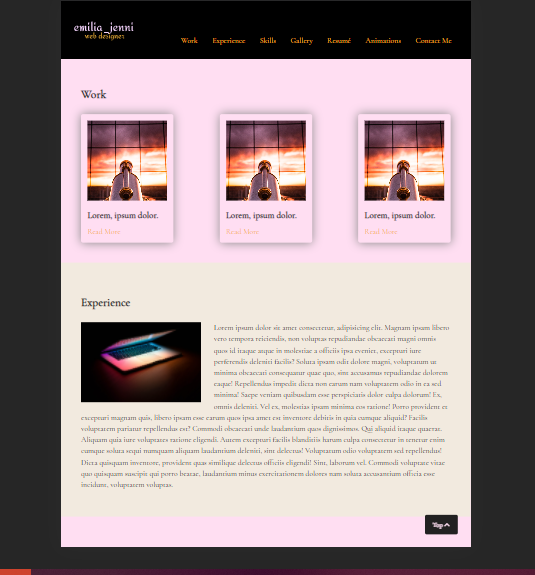 emilia_jenni
web designer
Work Experience Skills Gallery Resumé Animations Contact Me
Work
Lorem, ipsum dolor. Lorem, ipsum dolor. Lorem, ipsum dolor.
Read More Read More Read More
Experience
Lorem ipsum dolor sit amet consectetur, adipisicing elit. Magnam ipsum libero
vero tempora reiciendis, non voluptas repudiandae obcaecati magni omnis
quos id itaque atque in molestiae a officiis ipsa eveniet, excepturi iure
perferendis deleniti facilis? Soluta ipsam odit dolore magni, voluptatum ut
minima obcaecati consequatur quae quo, sint accusamus repudiandae dolorem
eaque! Repellendus impedit dicta non earum nam voluptatem odio in ea sed
minima! Saepe veniam quibusdam esse perspiciatis dolor culpa dolorum! Ex,
omnis deleniti. Vel ex, molestias ipsum minima eos ratione! Porro provident et
excepturi magnam quis, libero ipsam esse earum quos ipsa amet est inventore debitis in quia cumque aliquid? Facilis
voluptatem pariatur repellendus eos? Commodi obcaecati unde laudantium quos dignissimos. Qui aliquid itaque quaerat.
Aliquam quia iure voluptates ratione eligendi. Autem excepturi facilis blanditiis harum culpa consectetur in tenetur enim
cumque soluta sequi numquam aliquam laudantium deleniti, sint delectus! Voluptatum odio voluptatem sed repellendus!
Dicta quisquam inventore, provident quas similique delectus officiis eligendi! Sint, laborum vel. Commodi voluptate vitae
quo quisquam suscipit qui porro beatae, laudantium minus exercitationem dolores nam soluta accusantium officia
incidunt, voluptatem voluptas.
Top